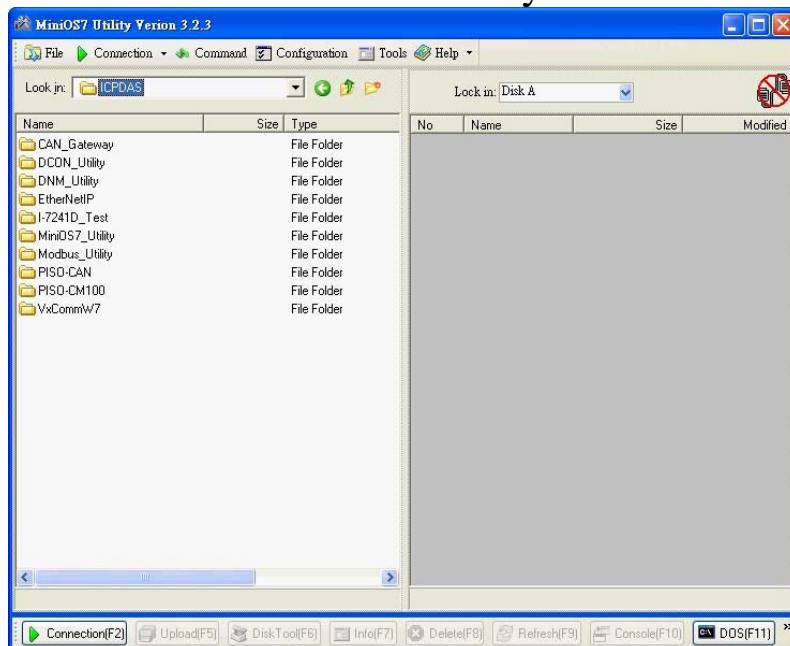 MiniOS7 Utility Verion 3.2.3
File Connection Command Configuration Tools Help
Look in: ICPDAS
Lock in: Disk A
Name Size Type
No Name Size Modified
CAN_Gateway File Folder
DCON_Utility File Folder
DNM_Utility File Folder
EtherNetIP File Folder
I-7241D_Test File Folder
MiniOS7_Utility File Folder
Modbus_Utility File Folder
PISO-CAN File Folder
PISO-CM100 File Folder
VxCommW7 File Folder
Connection(F2) Upload(F5) DiskTool(F6) Info(F7) Delete(F8) Refresh(F9) Console(F10) DOS(F11) »